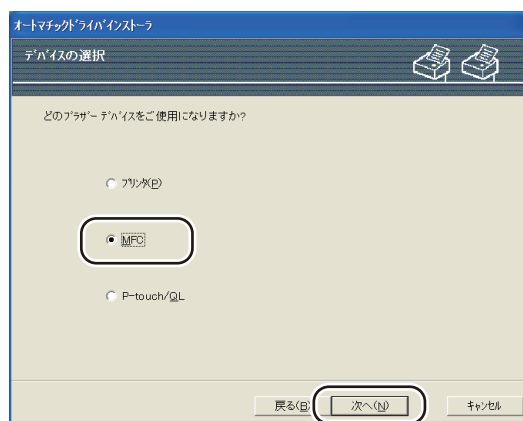 オートマチックドライバインストーラ
デバイスの選択
どのブラザー デバイスをご使用になりますか?
プリンタ(P)
MFC
P-touch/QL
戻る(B)
次へ(N)
キャンセル